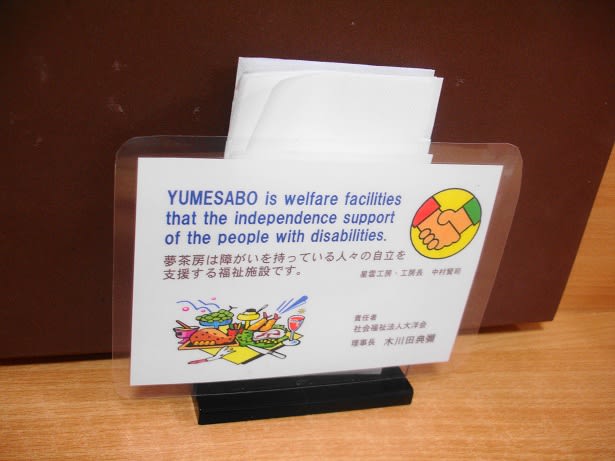 YUMESABO is welfare facilities
that the independence support
of the people with disabilities.
夢茶房は障がいを持っている人々の自立を
支援する福祉施設です。
星雲工房・工房長 中村賢司
責任者
社会福祉法人大洋会
理事長 木川田典彌